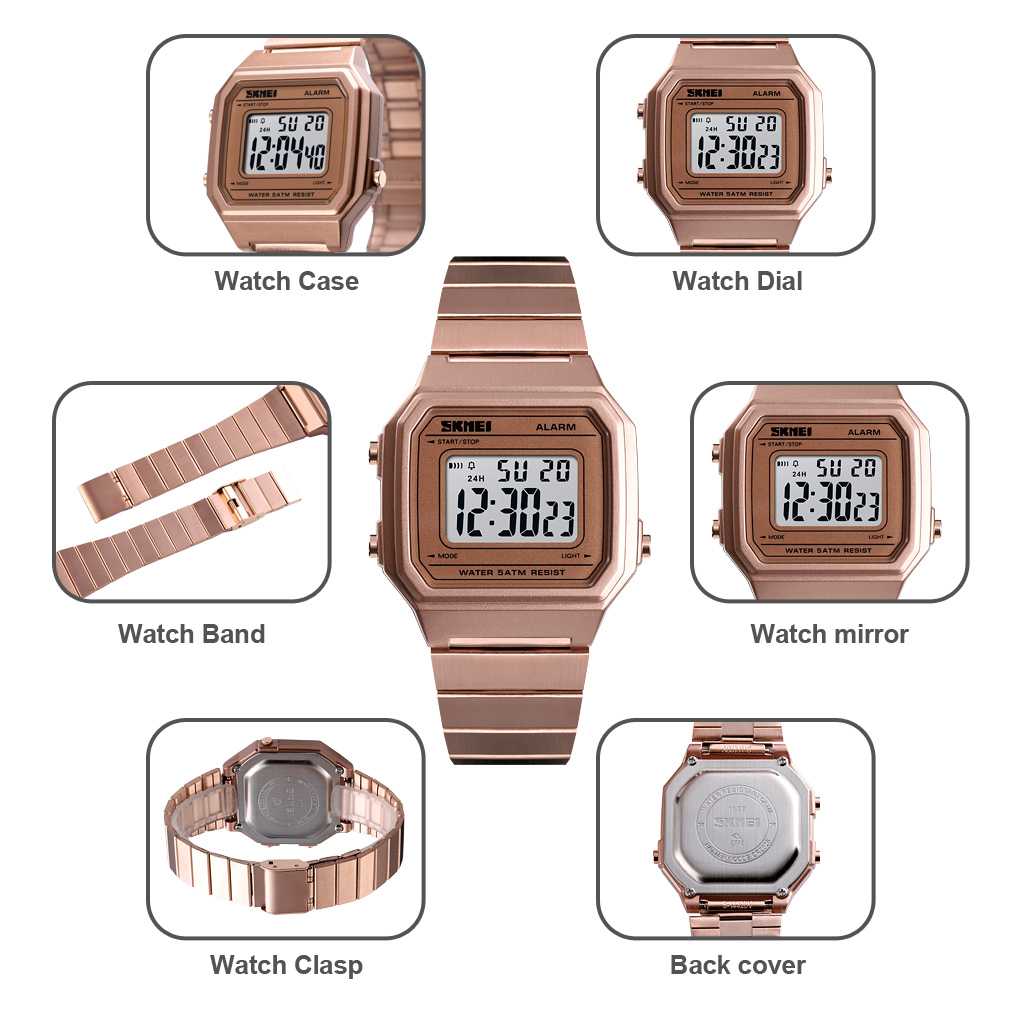 SKMEI ALARM
START/STOP
24H SU 20
12:04 40
MODE LIGHT
WATER 5ATM RESIST
Watch Case
SKMEI ALARM
START/STOP
24H SU 20
12:30 23
MODE LIGHT
WATER 5ATM RESIST
Watch Dial
SKMEI ALARM
START/STOP
24H SU 20
12:30 23
MODE LIGHT
WATER 5ATM RESIST
Watch Band
SKMEI ALARM
START/STOP
24H SU 20
12:30 23
MODE LIGHT
WATER 5ATM RESIST
Watch mirror
Watch Clasp
SKMEI
Back cover